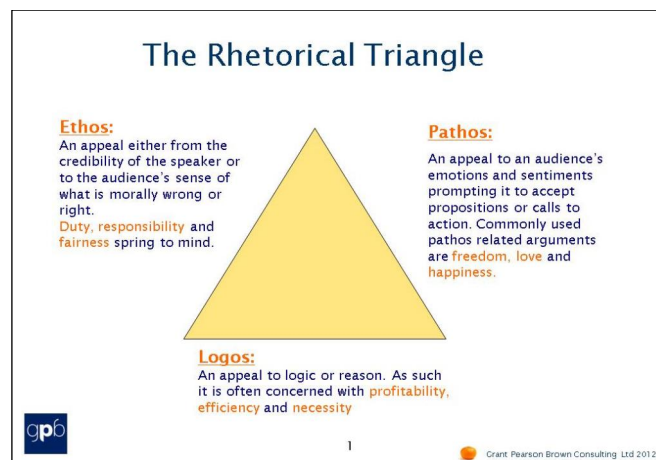 The Rhetorical Triangle
Ethos:
An appeal either from the
credibility of the speaker or
to the audience's sense of
what is morally wrong or
right.
Duty, responsibility and
fairness spring to mind.
Pathos:
An appeal to an audience's
emotions and sentiments
prompting it to accept
propositions or calls to
action. Commonly used
pathos related arguments
are freedom, love and
happiness.
Logos:
An appeal to logic or reason. As such
it is often concerned with profitability,
efficiency and necessity
gpb
1
Grant Pearson Brown Consulting Ltd 2012